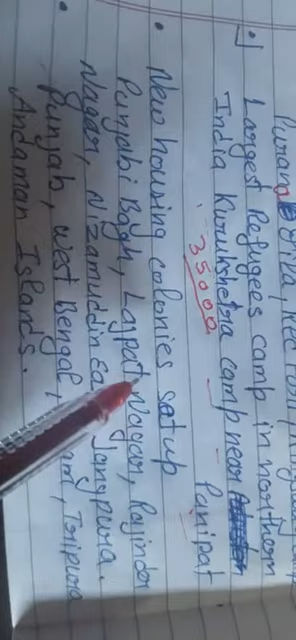 Purana Qila, Red Fort, Kingsway
•) Largest Refugees camp in northern
India Kurukshetra camp near Panipat
35000
• New housing colonies set up
Punjabi Bagh, Lajpat Nagar, Rajinder
Nagar, Nizamuddin Jangpura.
• Punjab, West Bengal, Tripura
Andaman Islands.